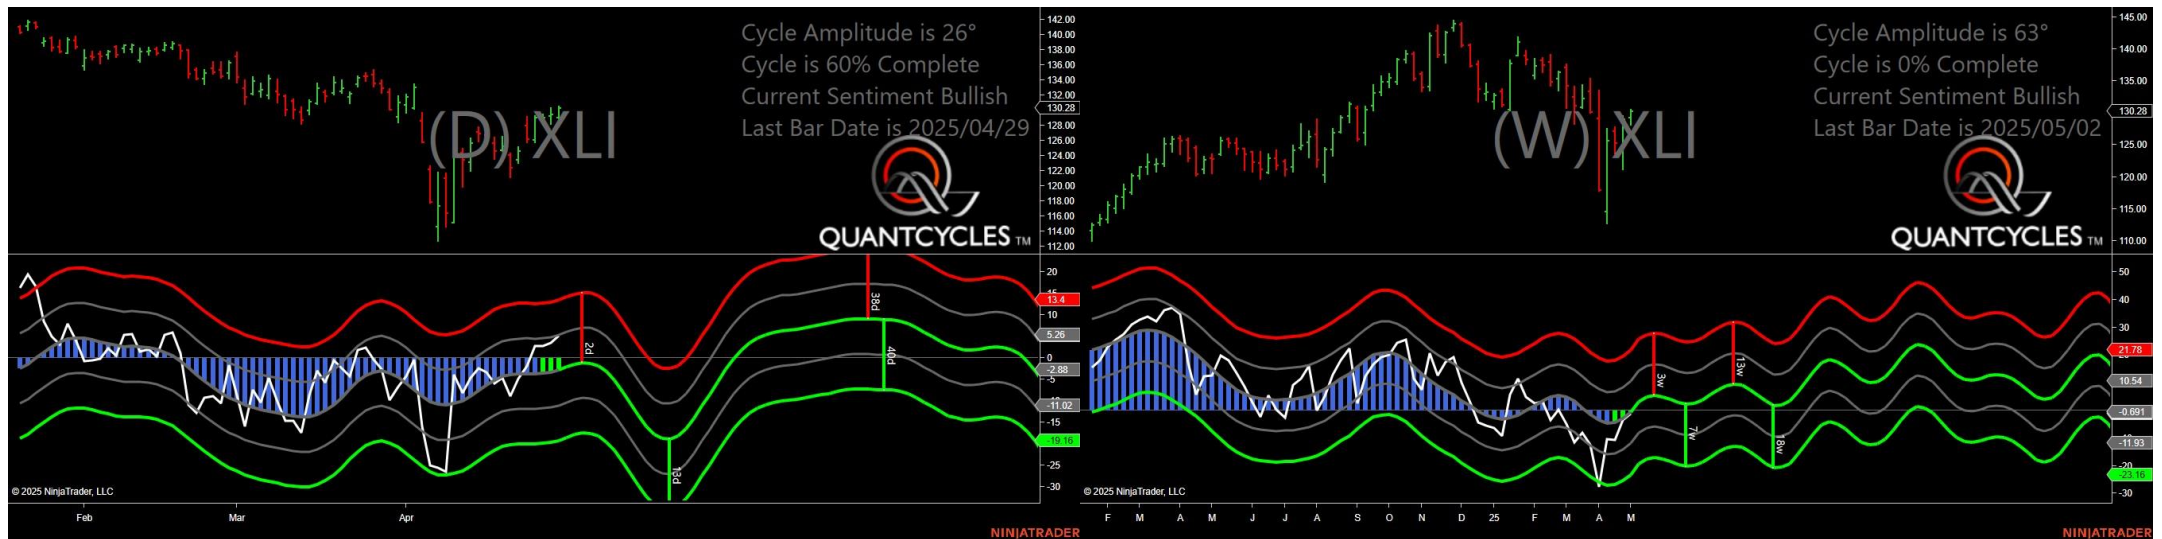 Cycle Amplitude is 26°
Cycle is 60% Complete
Current Sentiment Bullish
Last Bar Date is 2025/04/29
(D) XLI
QUANTCYCLES TM
142.00
140.00
138.00
136.00
134.00
132.00
130.28
128.00
126.00
124.00
122.00
120.00
118.00
116.00
114.00
112.00
20
13.4
10
5.26
0
-2.88
-5
-11.02
-15
-19.16
-25
-30
2d
13d
38d
40d
© 2025 NinjaTrader, LLC
Feb Mar Apr
NINJATRADER
Cycle Amplitude is 63°
Cycle is 0% Complete
Current Sentiment Bullish
Last Bar Date is 2025/05/02
(W) XLI
QUANTCYCLES TM
145.00
140.00
135.00
130.28
125.00
120.00
115.00
110.00
50
40
30
21.78
10.54
-0.691
-11.93
-20
-23.16
-30
3w
7w
13w
18w
© 2025 NinjaTrader, LLC
F M A M J J A S O N D 25 F M A M
NINJATRADER